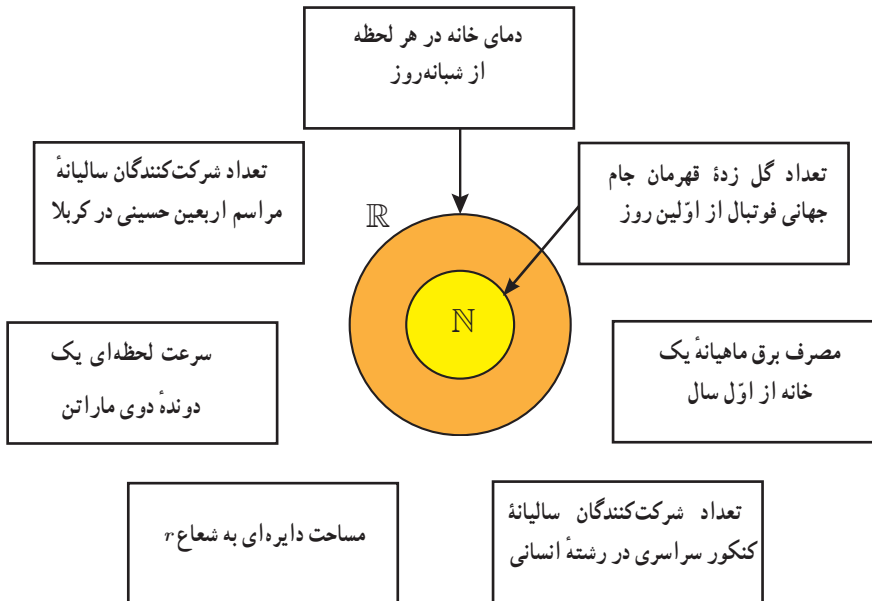 دمای خانه در هر لحظه
از شبانه‌روز
تعداد گل زدهٔ قهرمان جام
جهانی فوتبال از اوّلین روز
تعداد شرکت‌کنندگان سالیانهٔ
مراسم اربعین حسینی در کربلا
ℝ
ℕ
مصرف برق ماهیانهٔ یک
خانه از اوّل سال
سرعت لحظه‌ای یک
دوندهٔ دوی ماراتن
تعداد شرکت‌کنندگان سالیانهٔ
کنکور سراسری در رشتهٔ انسانی
مساحت دایره‌ای به شعاع r